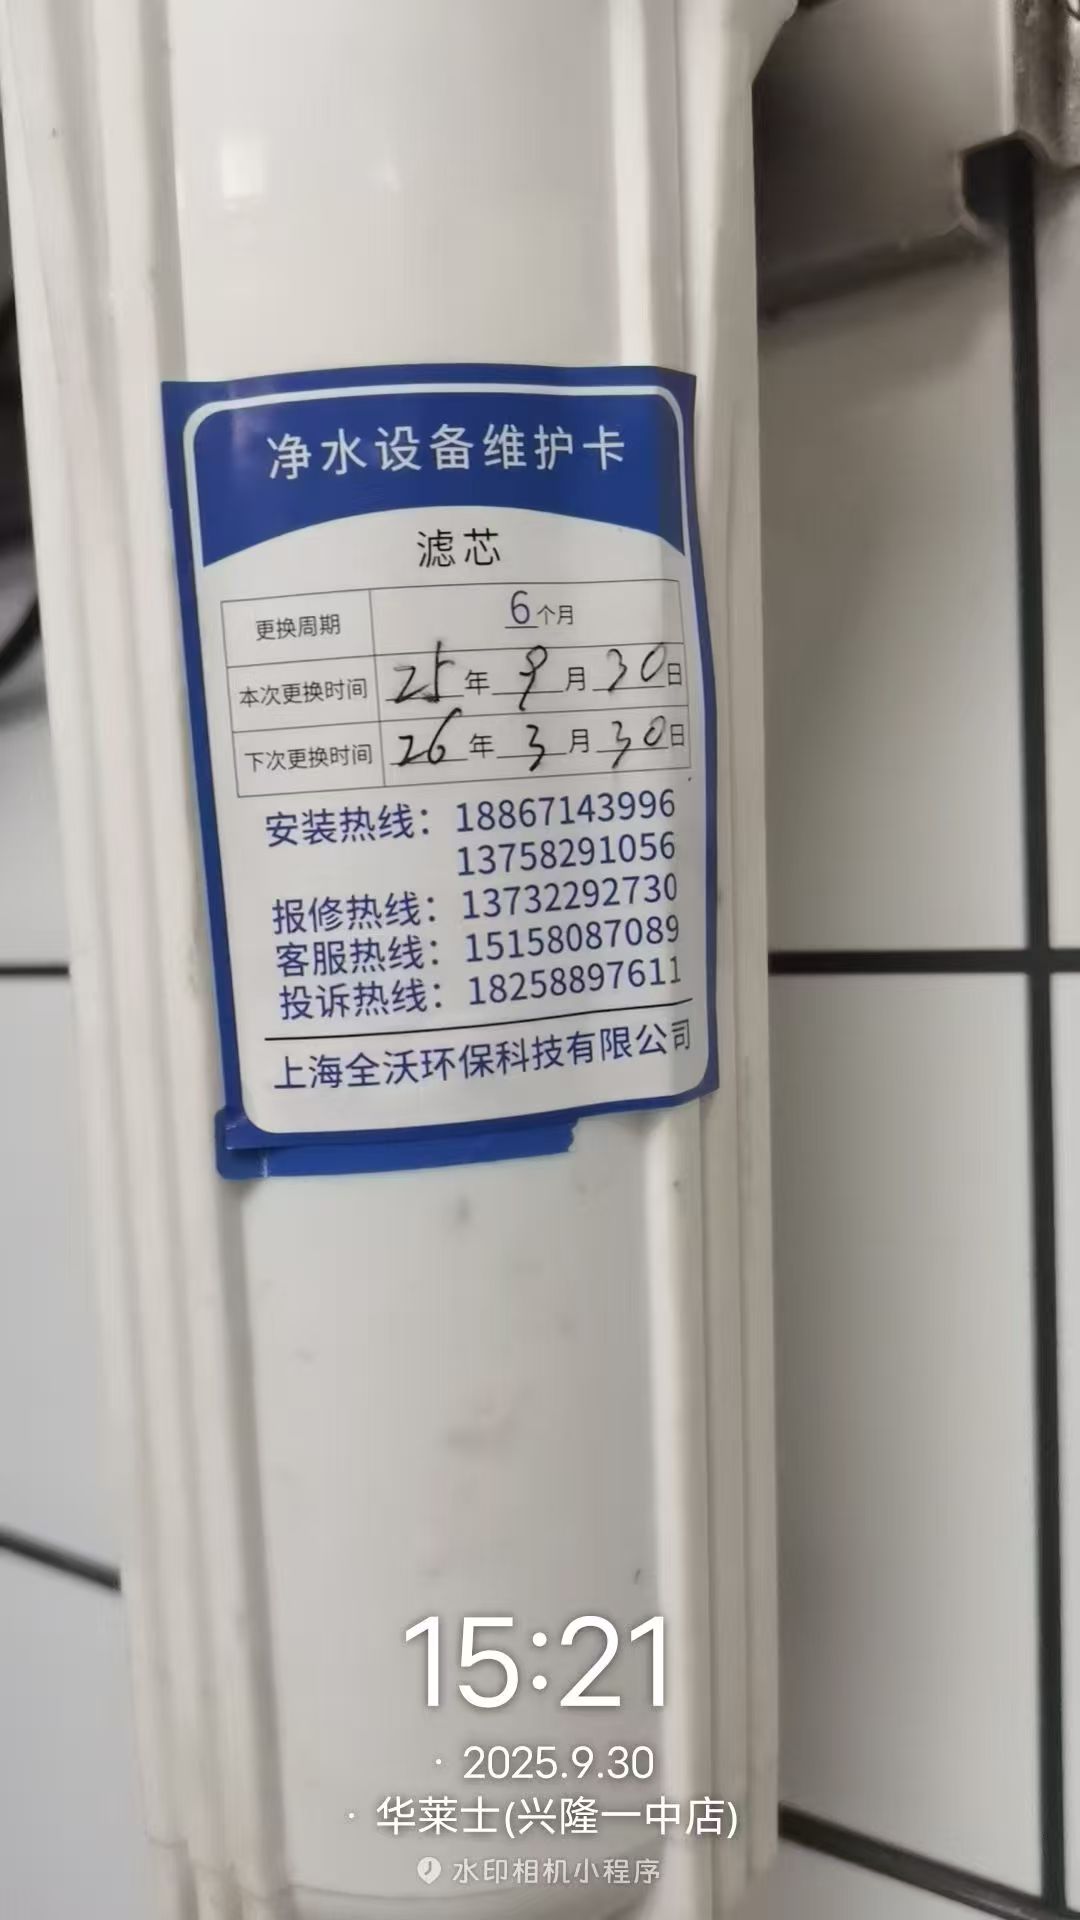 净水设备维护卡
滤芯
更换周期 6个月
本次更换时间 25年9月30日
下次更换时间 26年3月30日
安装热线：18867143996
13758291056
报修热线：13732292730
客服热线：15158087089
投诉热线：18258897611
上海全沃环保科技有限公司
15:21
· 2025.9.30
· 华莱士(兴隆一中店)
水印相机小程序